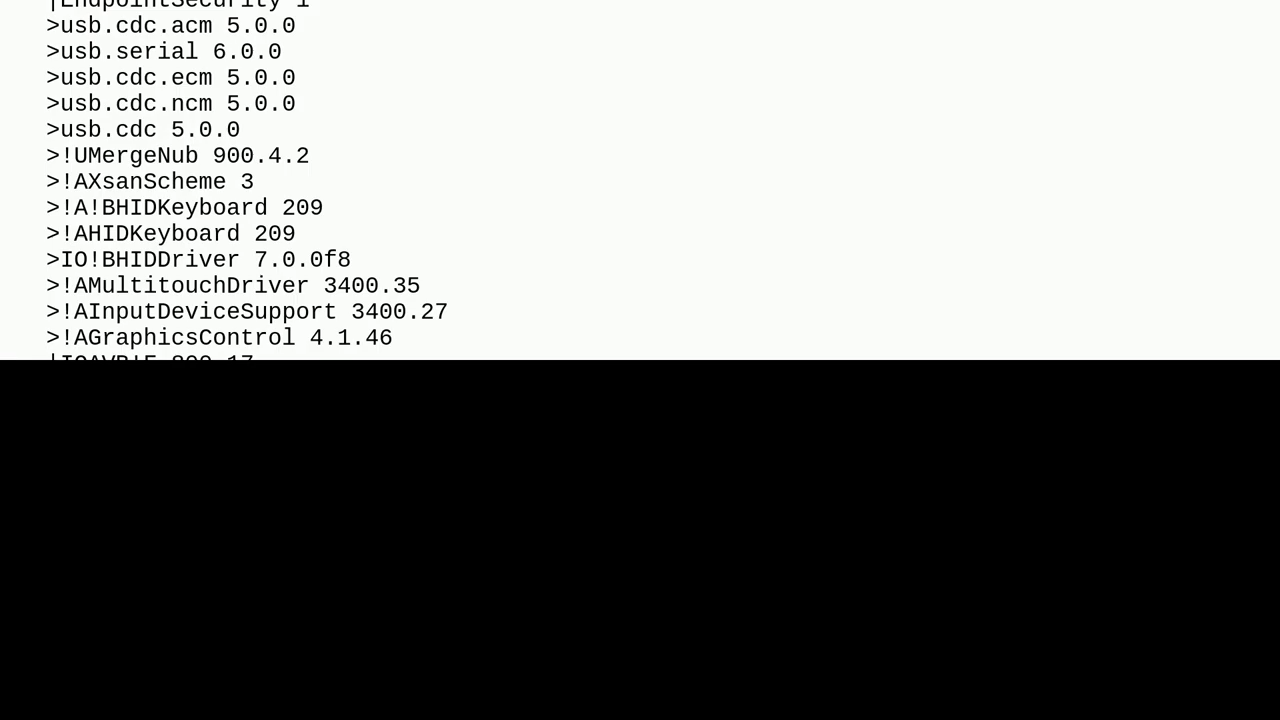 |EndpointSecurity 1
>usb.cdc.acm 5.0.0
>usb.serial 6.0.0
>usb.cdc.ecm 5.0.0
>usb.cdc.ncm 5.0.0
>usb.cdc 5.0.0
>!UMergeNub 900.4.2
>!AXsanScheme 3
>!A!BHIDKeyboard 209
>!AHIDKeyboard 209
>IO!BHIDDriver 7.0.0f8
>!AMultitouchDriver 3400.35
>!AInputDeviceSupport 3400.27
>!AGraphicsControl 4.1.46